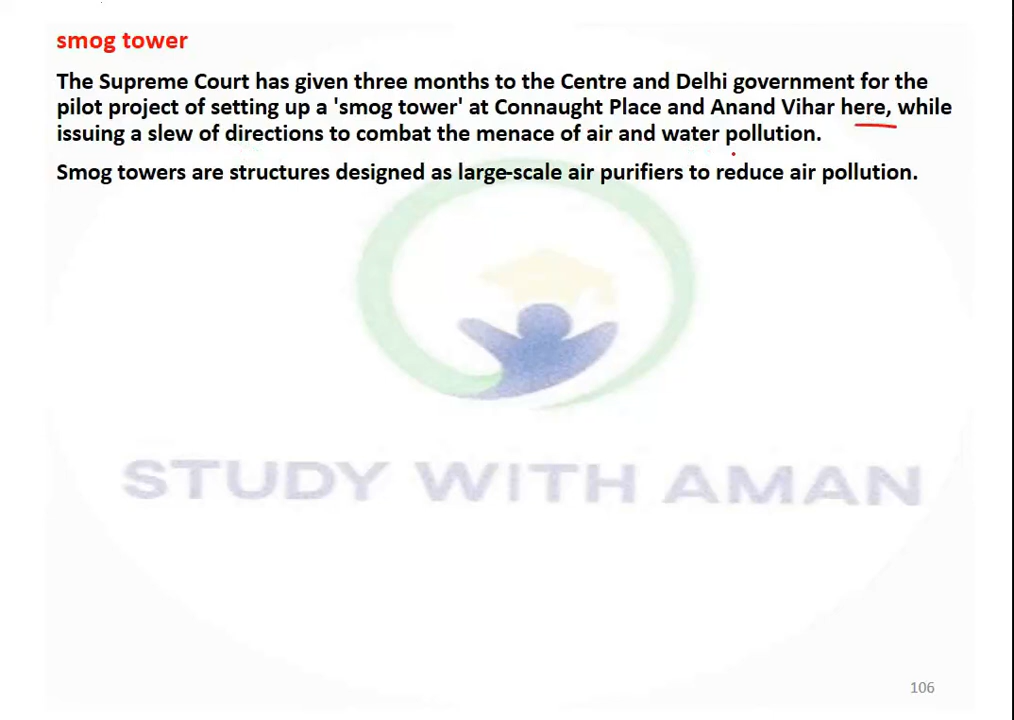 smog tower
The Supreme Court has given three months to the Centre and Delhi government for the
pilot project of setting up a 'smog tower' at Connaught Place and Anand Vihar here, while
issuing a slew of directions to combat the menace of air and water pollution.
Smog towers are structures designed as large-scale air purifiers to reduce air pollution.
STUDY WITH AMAN
106